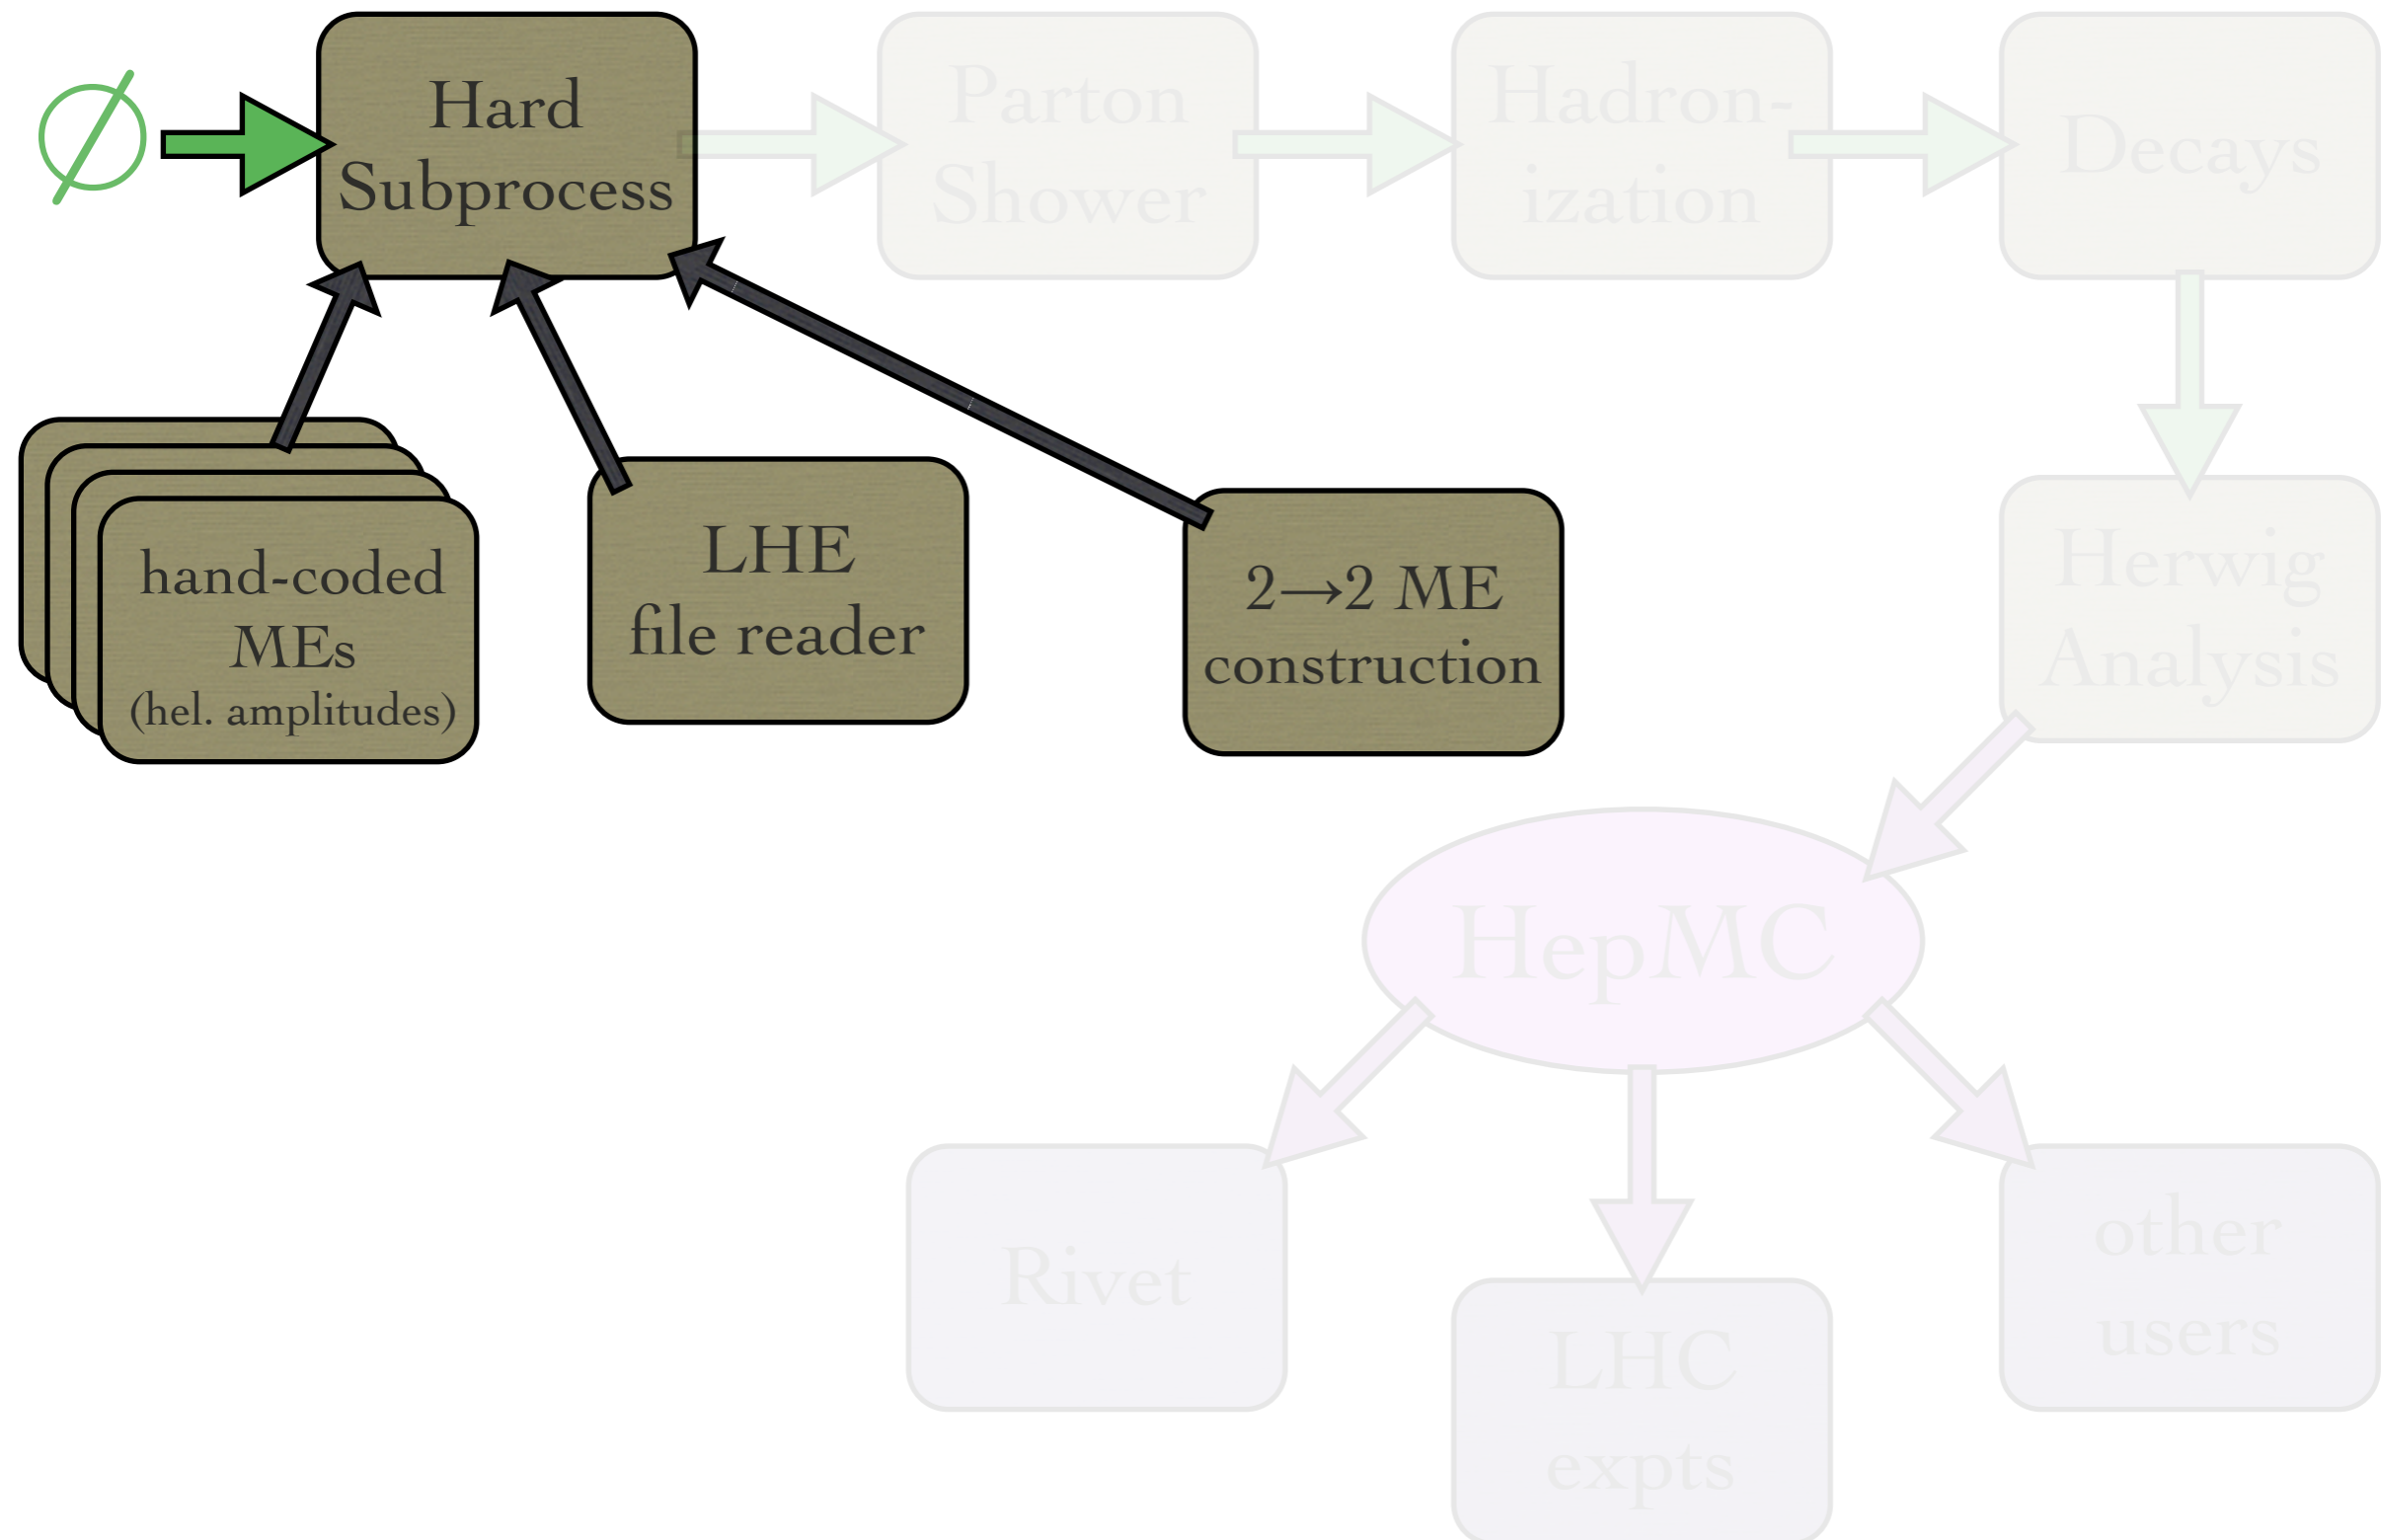 ∅
Hard
Subprocess
Parton
Shower
Hadron-
ization
Decays
hand-coded
MEs
(hel. amplitudes)
LHE
file reader
2→2 ME
construction
Herwig
Analysis
HepMC
Rivet
LHC
expts
other
users